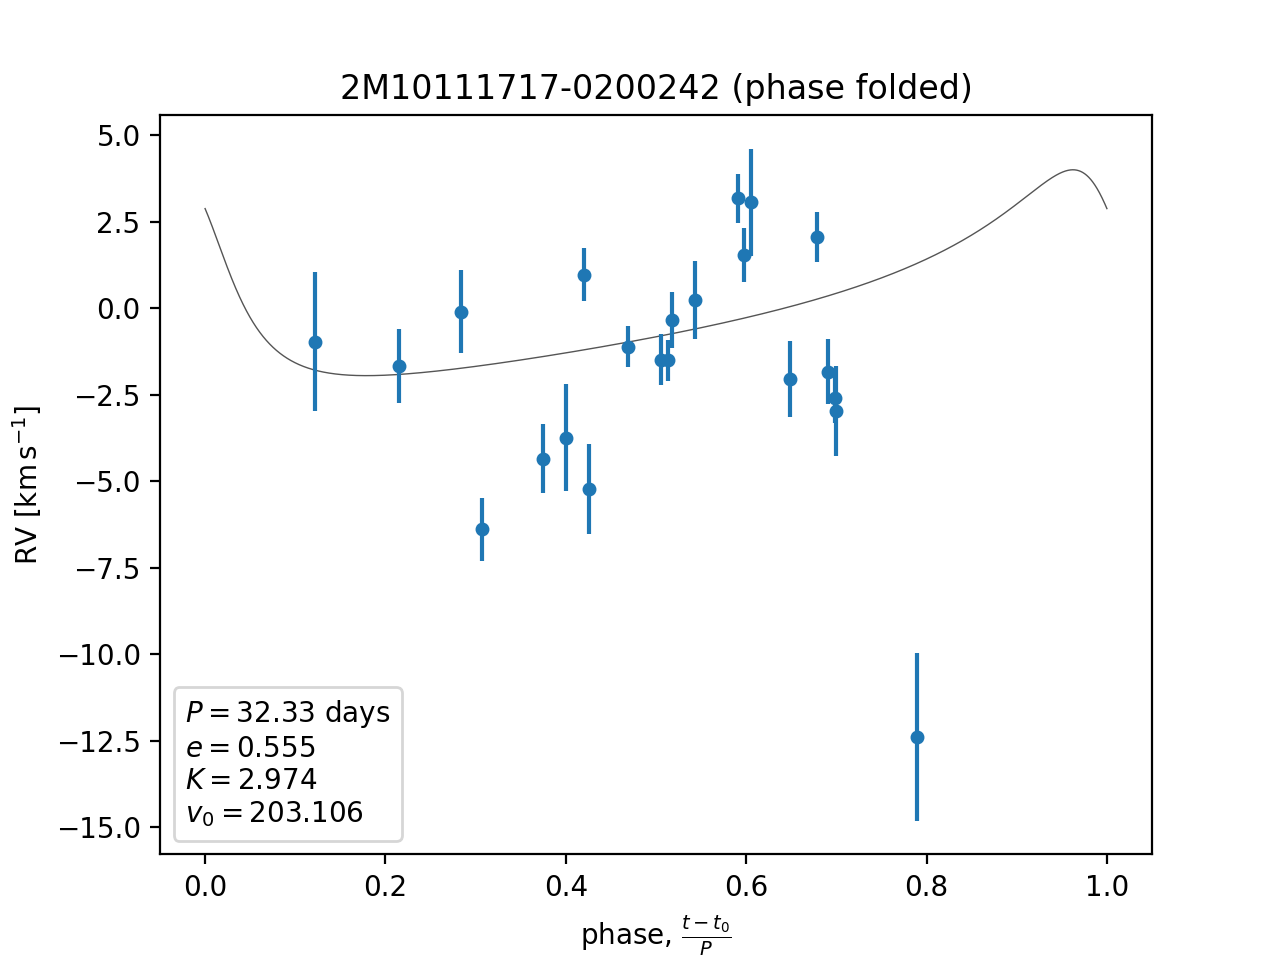 2M10111717-0200242 (phase folded)
5.0
2.5
0.0
−2.5
−5.0
−7.5
−10.0
−12.5
−15.0
RV [km s⁻¹]
P = 32.33 days
e = 0.555
K = 2.974
v₀ = 203.106
0.0 0.2 0.4 0.6 0.8 1.0
phase, (t − t₀)/P